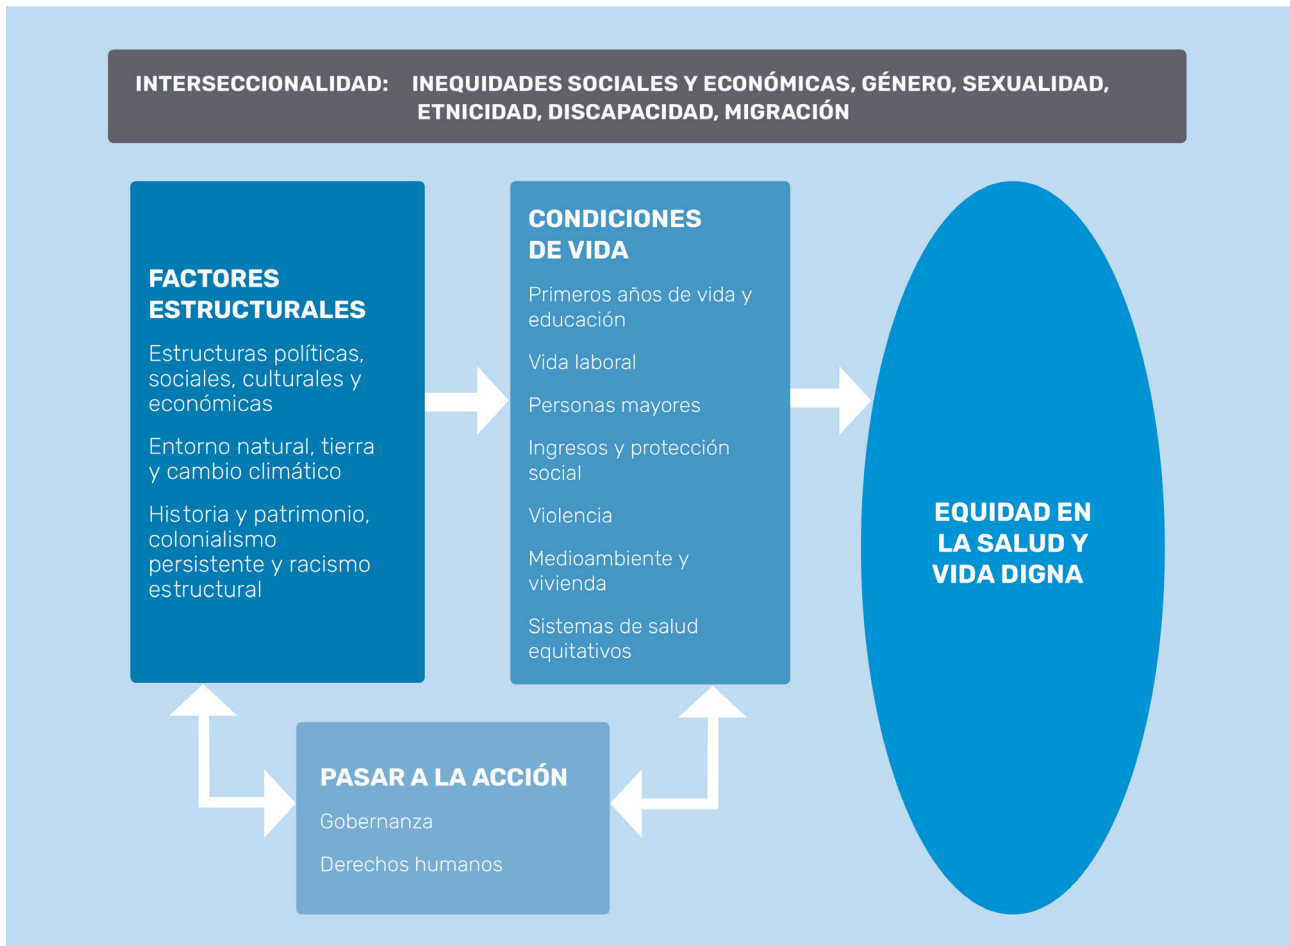 INTERSECCIONALIDAD: INEQUIDADES SOCIALES Y ECONÓMICAS, GÉNERO, SEXUALIDAD,
ETNICIDAD, DISCAPACIDAD, MIGRACIÓN
FACTORES
ESTRUCTURALES
Estructuras políticas,
sociales, culturales y
económicas
Entorno natural, tierra
y cambio climático
Historia y patrimonio,
colonialismo
persistente y racismo
estructural
CONDICIONES
DE VIDA
Primeros años de vida y
educación
Vida laboral
Personas mayores
Ingresos y protección
social
Violencia
Medioambiente y
vivienda
Sistemas de salud
equitativos
EQUIDAD EN
LA SALUD Y
VIDA DIGNA
PASAR A LA ACCIÓN
Gobernanza
Derechos humanos